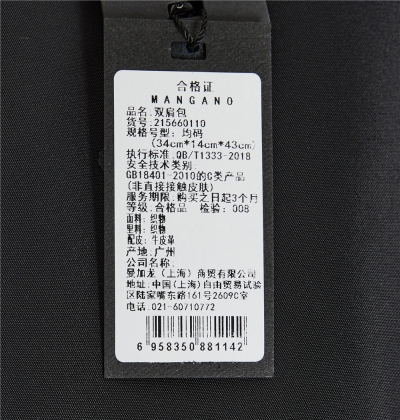 合格证
MANGANO
品名:双肩包
货号:215660110
规格号型:均码
(34cm*14cm*43cm)
执行标准:QB/T1333-2018
安全技术类别
GB18401-2010的C类产品
(非直接接触皮肤)
服务期限:购买之日起3个月
等级:合格品 检验:008
面料:织物
里料:织物
配皮:牛皮革
产地:广州
公司名称:
曼加龙(上海)商贸有限公司
地址:中国(上海)自由贸易试验
区陆家嘴东路161号2609C室
电话:021-60710772
6 958350 881142